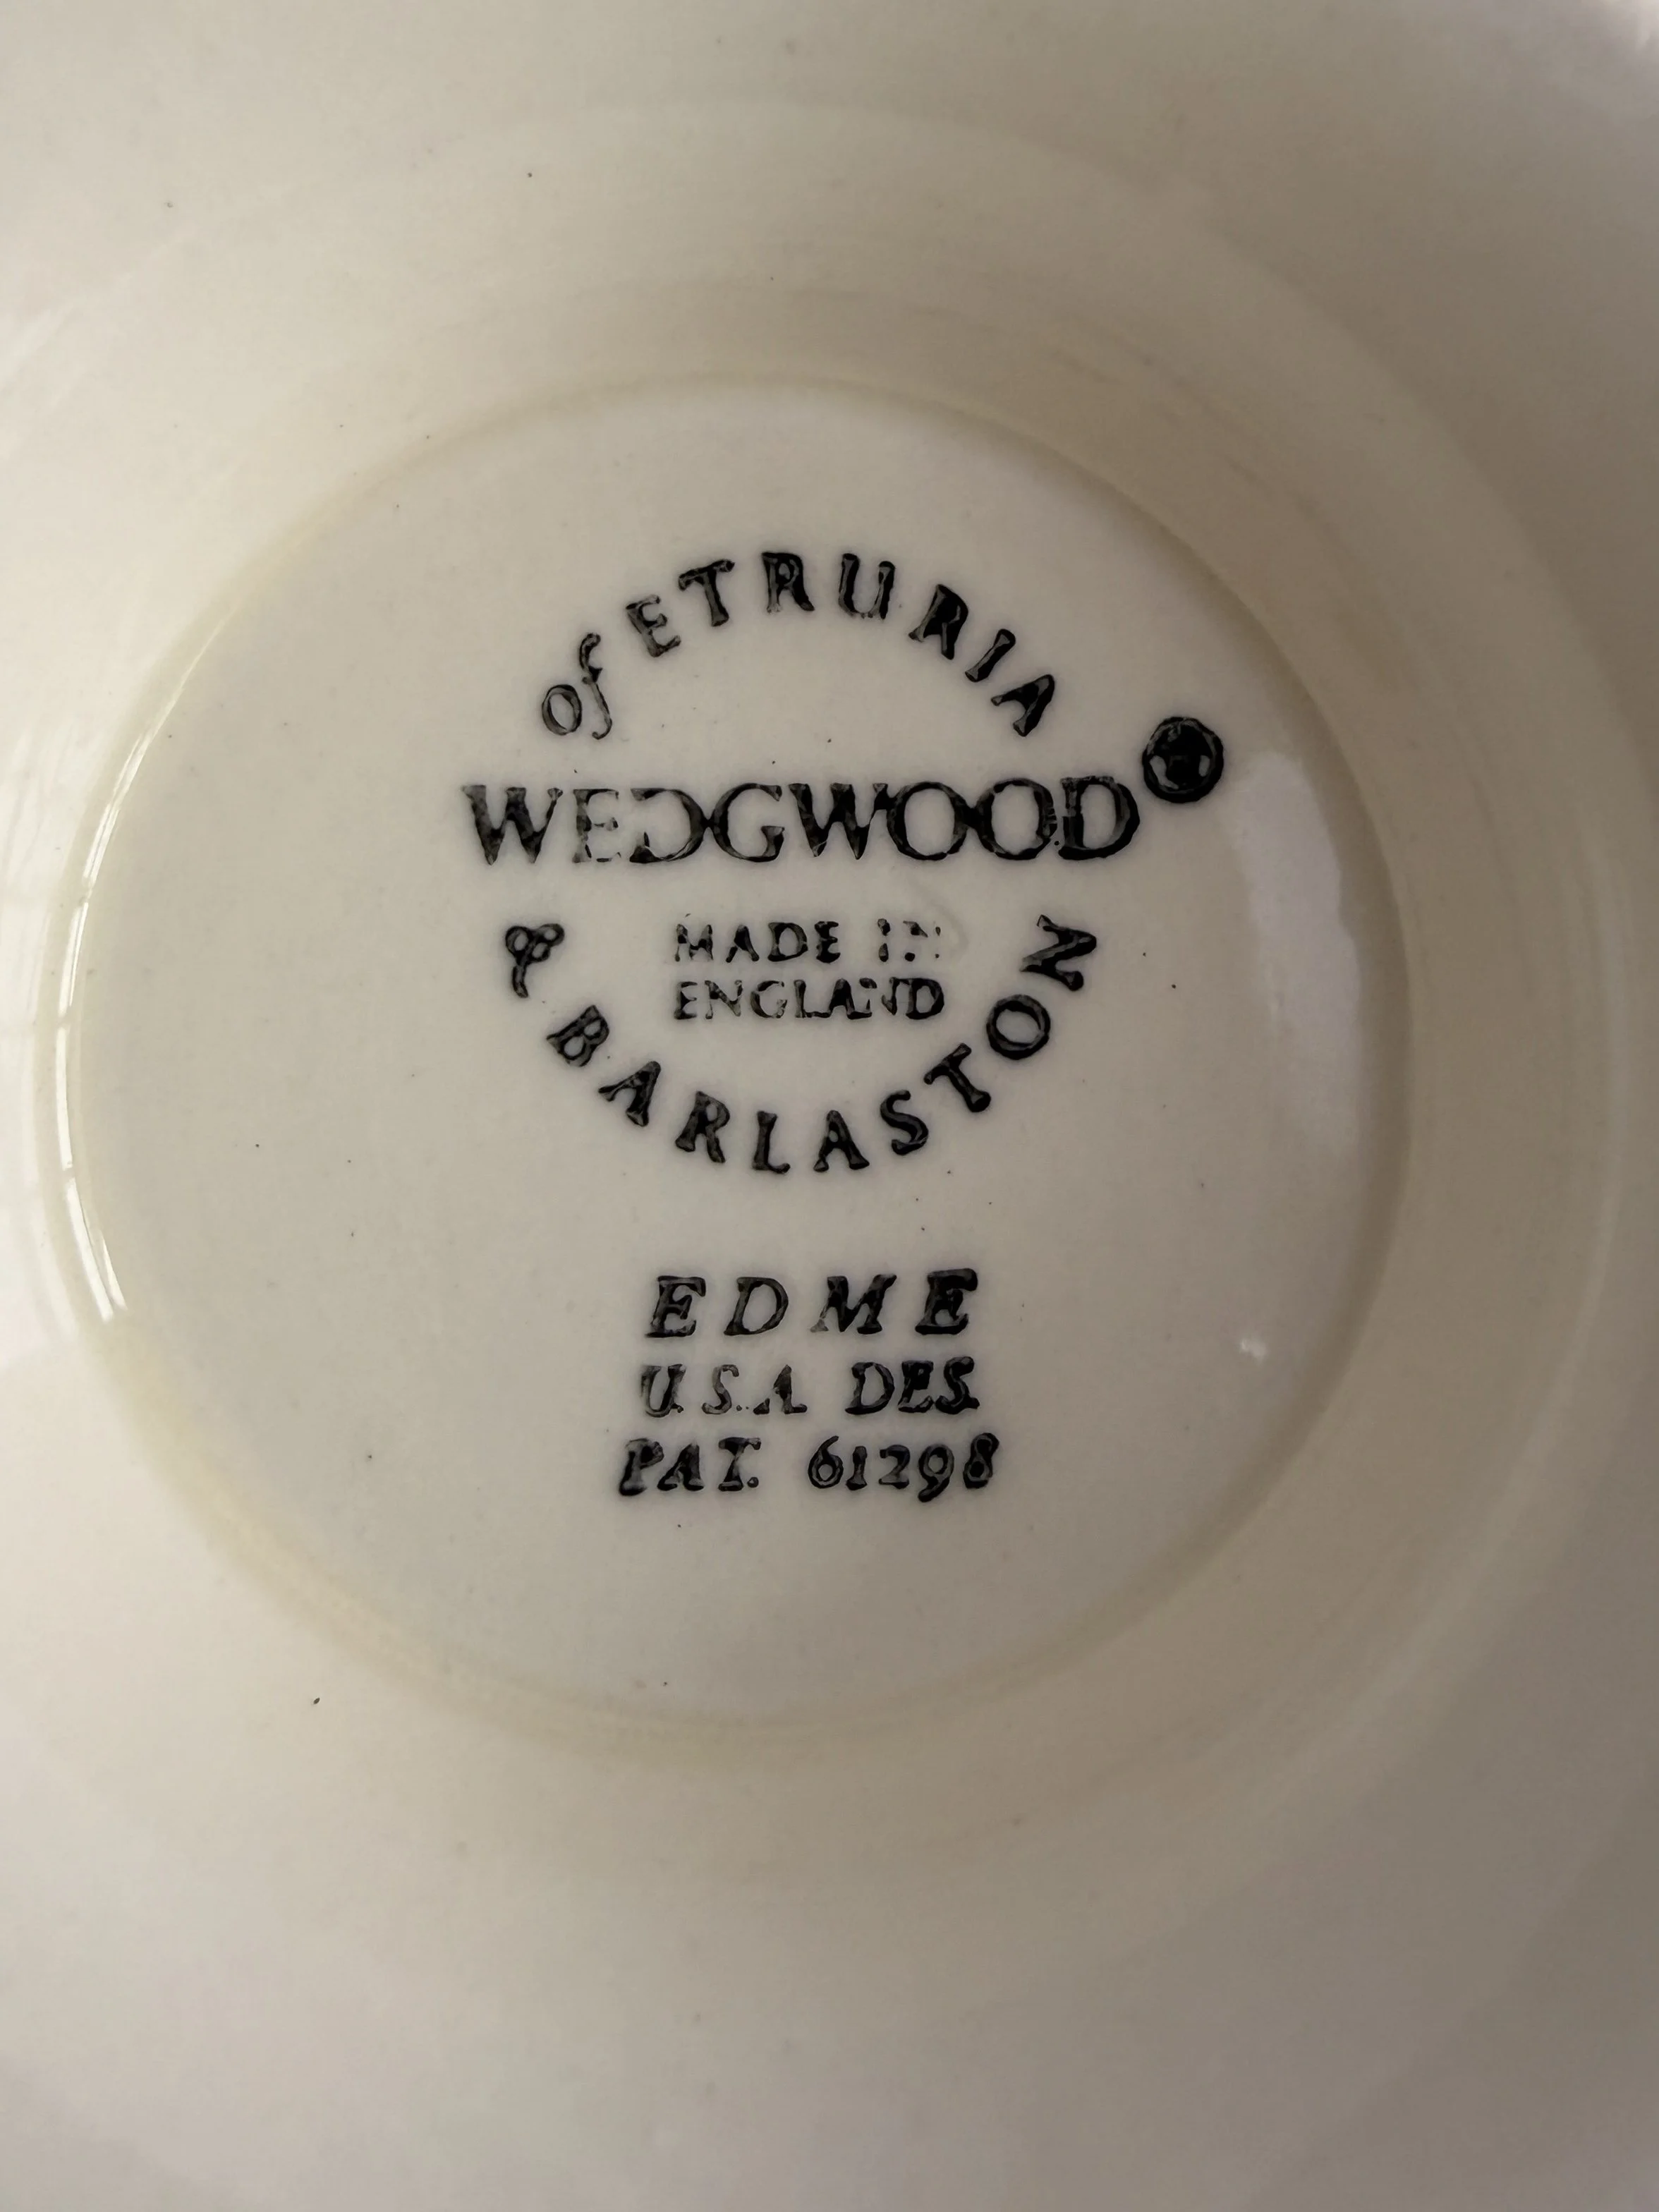 of ETRURIA
WEDGWOOD®
MADE IN
ENGLAND
& BARLASTON
EDME
U.S.A. DES.
PAT. 61298